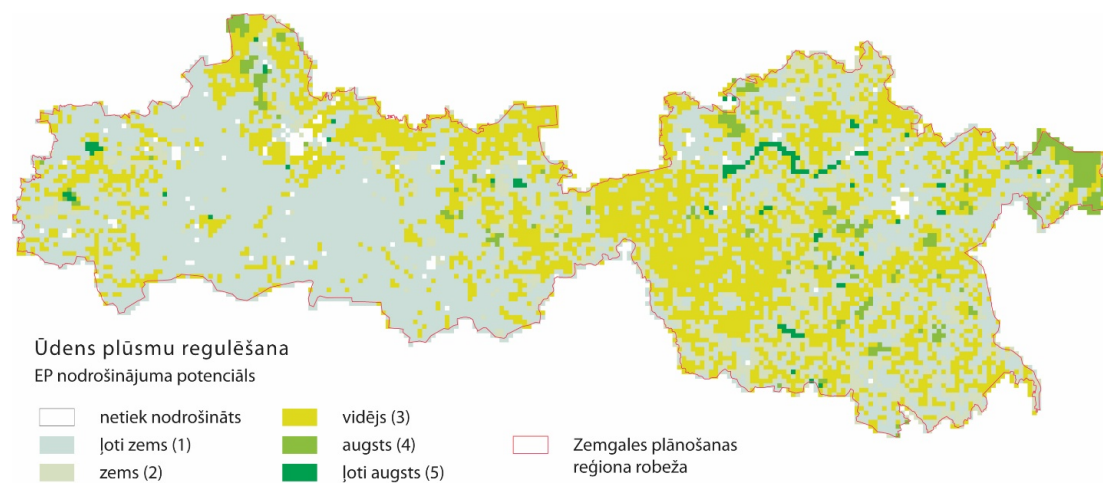 Ūdens plūsmu regulēšana
EP nodrošinājuma potenciāls
netiek nodrošināts
ļoti zems (1)
zems (2)
vidējs (3)
augsts (4)
ļoti augsts (5)
Zemgales plānošanas
reģiona robeža